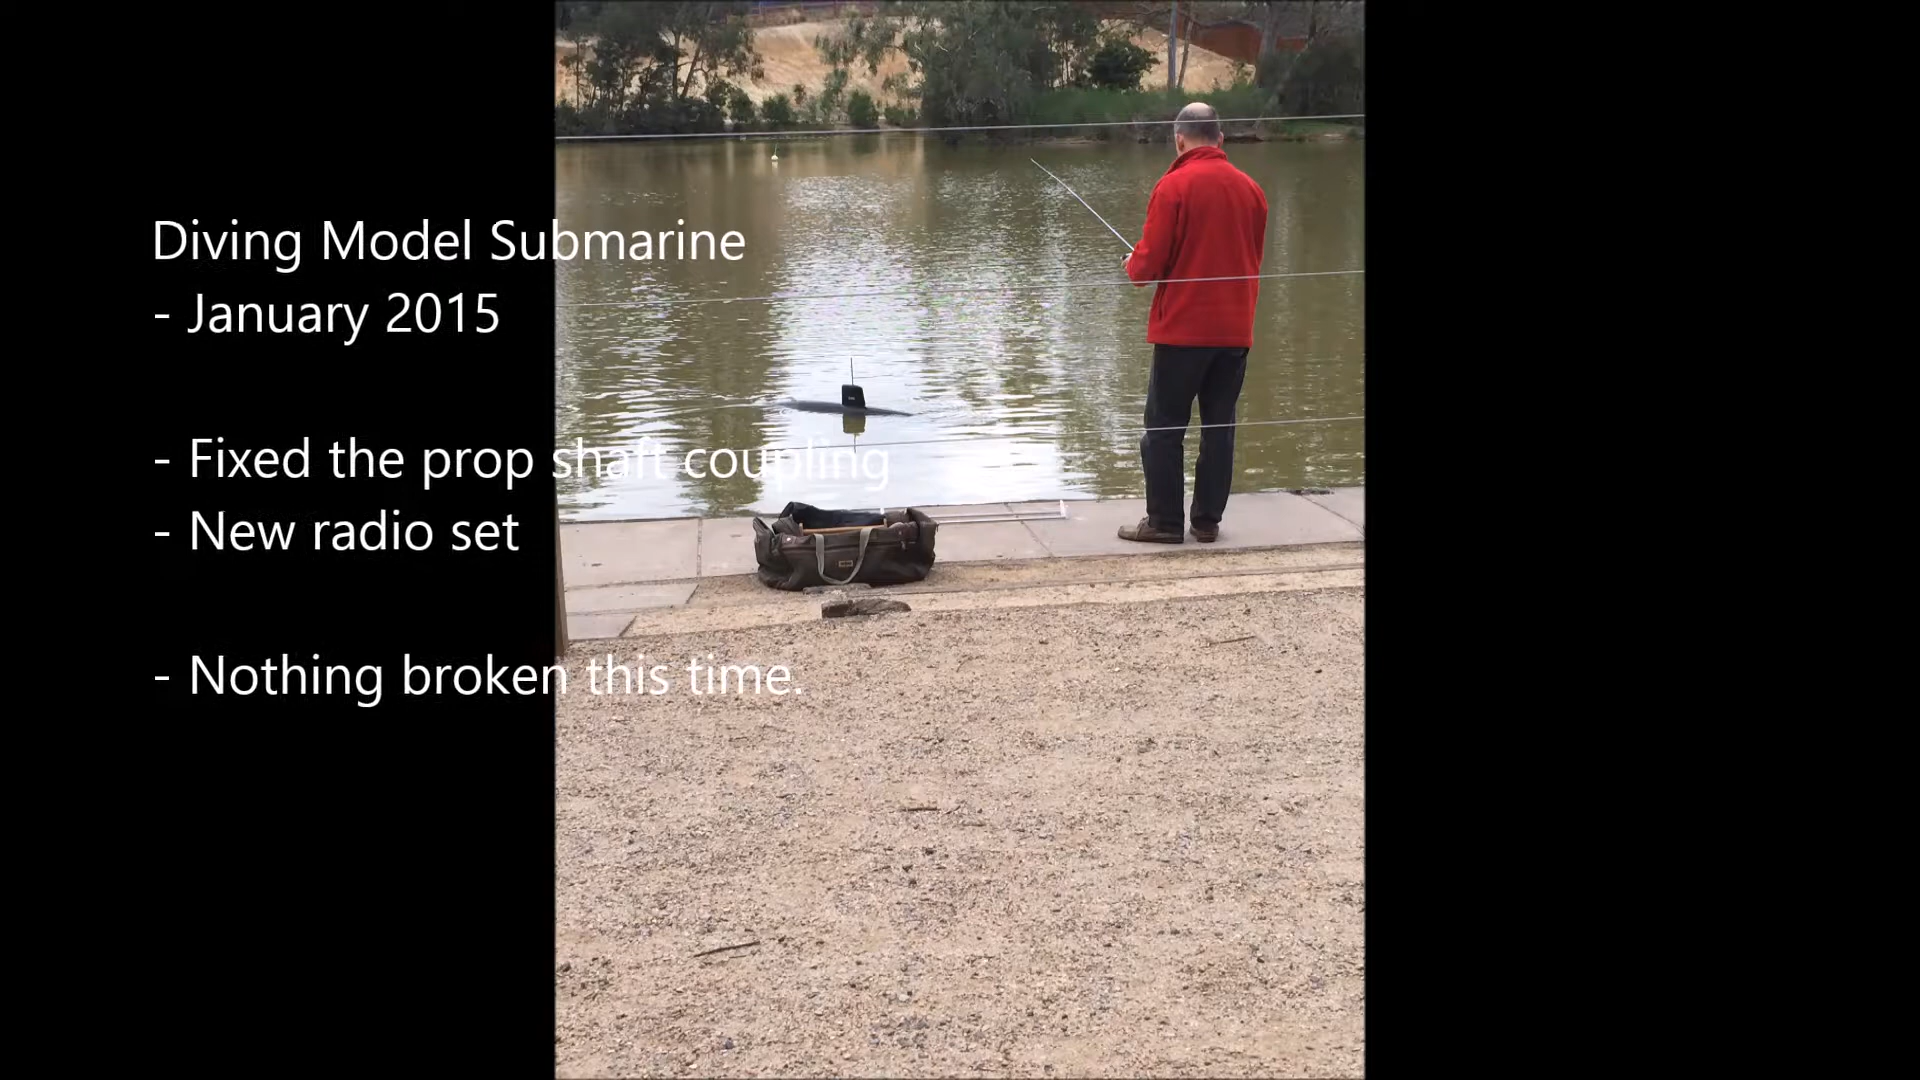 Diving Model Submarine
- January 2015
- Fixed the prop shaft coupling
- New radio set
- Nothing broken this time.